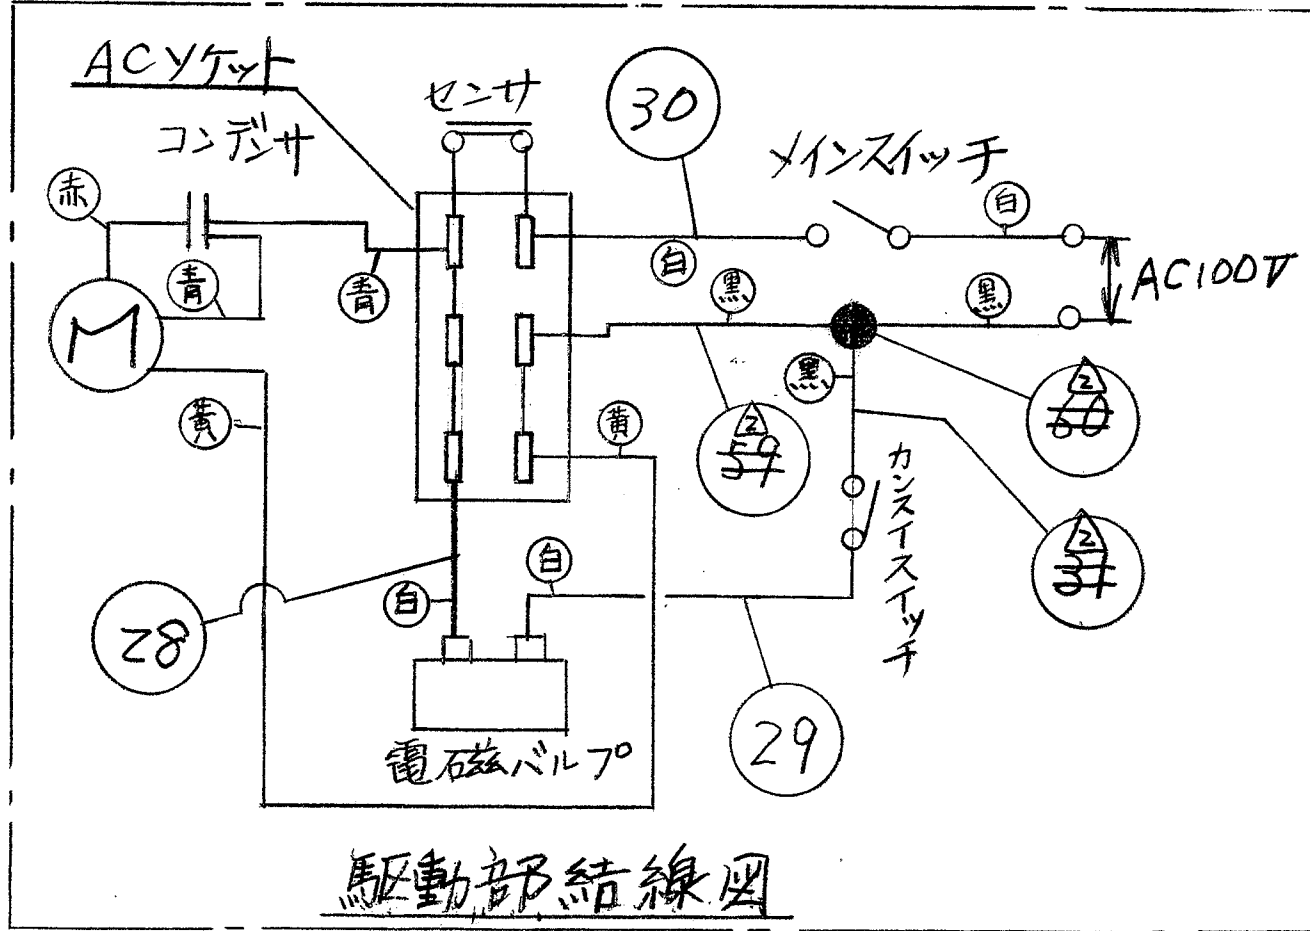 ACソケット
センサ
30
コンデンサ
メインスイッチ
赤
白
青
青
白
黒
黒
AC100V
M
黒
2
60
黄
黄
2
59
カンスイスイッチ
2
37
白
白
28
29
電磁バルブ
駆動部結線図